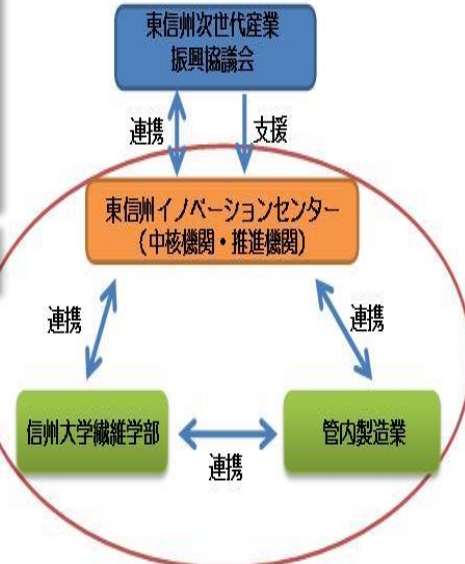 東信州次世代産業
振興協議会
連携
支援
東信州イノベーションセンター
(中核機関・推進機関)
連携
連携
信州大学繊維学部
管内製造業
連携